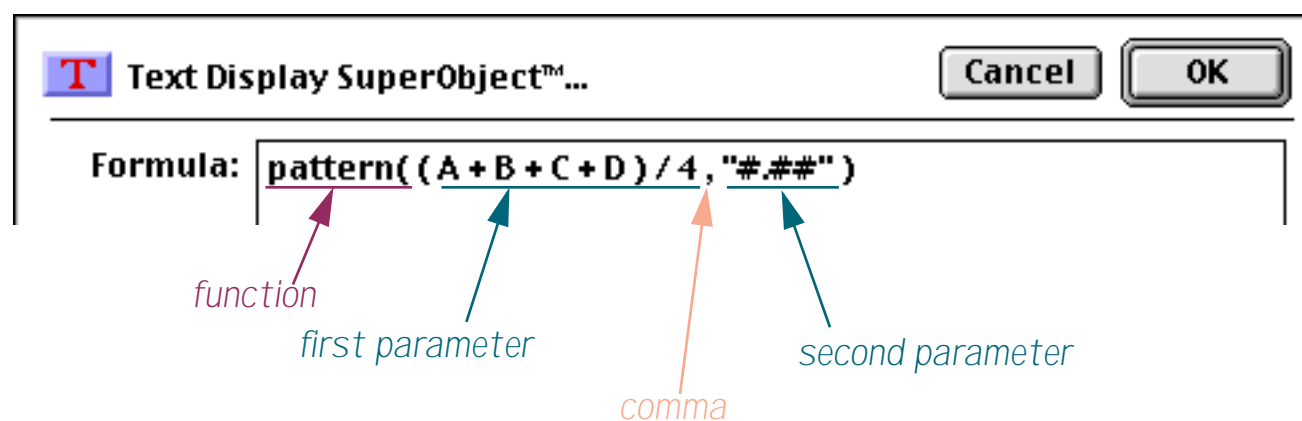 T Text Display SuperObject™... Cancel OK
Formula: pattern( ( A + B + C + D ) / 4 , "#.##" )
function
first parameter
second parameter
comma